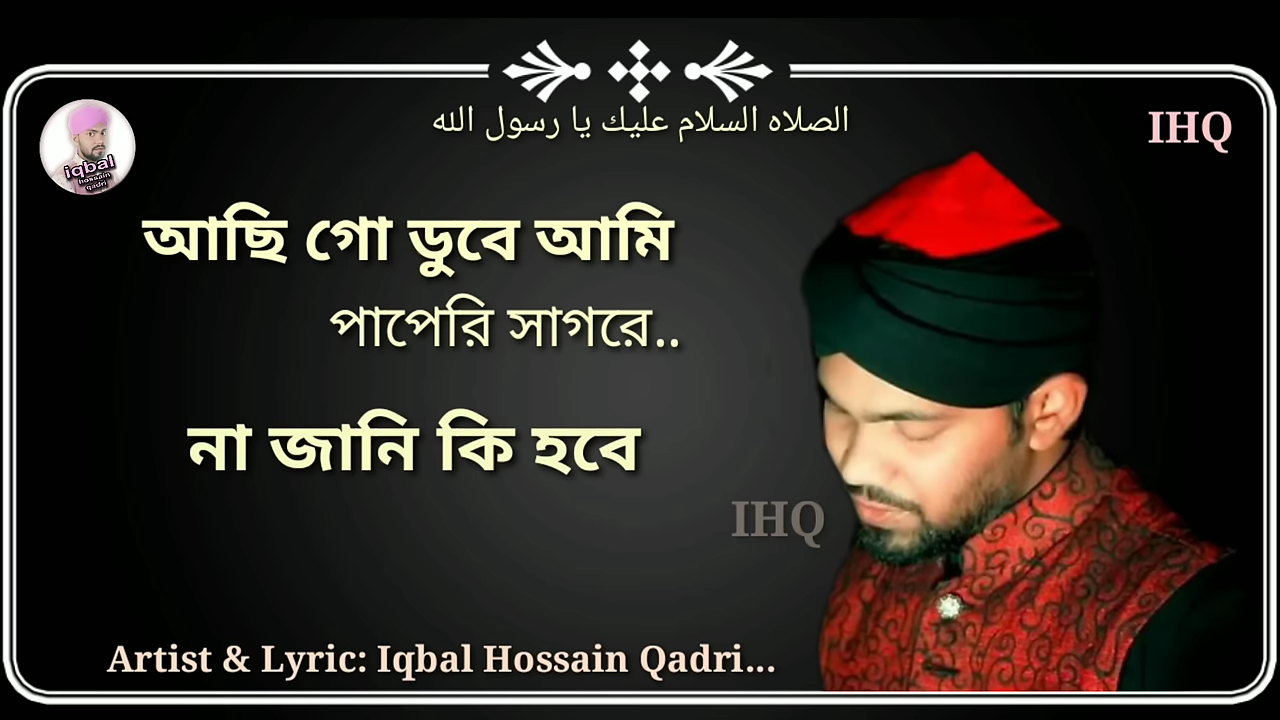 الصلاه السلام عليك يا رسول الله
IHQ
iqbal
hossain
qadri
আছি গো ডুবে আমি
পাপেরি সাগরে..
না জানি কি হবে
IHQ
Artist & Lyric: Iqbal Hossain Qadri...